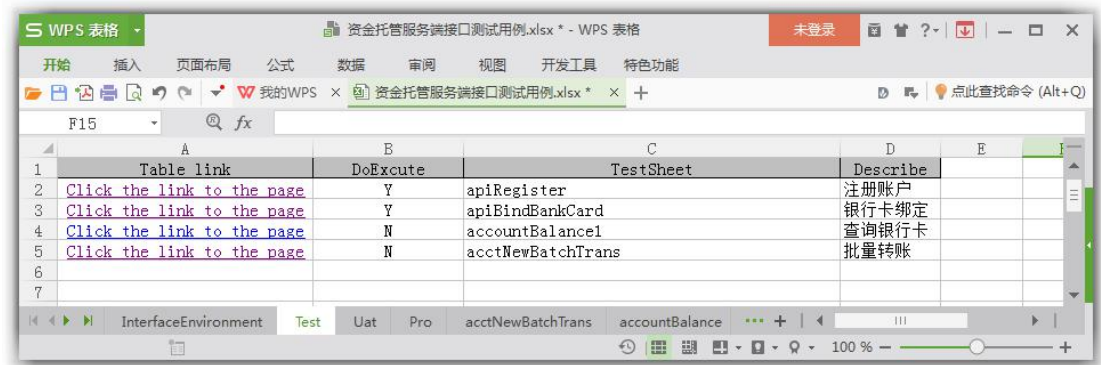 S WPS 表格
资金托管服务端接口测试用例.xlsx * - WPS 表格
未登录
开始 插入 页面布局 公式 数据 审阅 视图 开发工具 特色功能
我的WPS × 资金托管服务端接口测试用例.xlsx * × + 点此查找命令 (Alt+Q)
F15 fx
A B C D E
1 Table link DoExcute TestSheet Describe
2 Click the link to the page Y apiRegister 注册账户
3 Click the link to the page Y apiBindBankCard 银行卡绑定
4 Click the link to the page N accountBalance1 查询银行卡
5 Click the link to the page N acctNewBatchTrans 批量转账
6
7
InterfaceEnvironment Test Uat Pro acctNewBatchTrans accountBalance ··· +
100 % — +